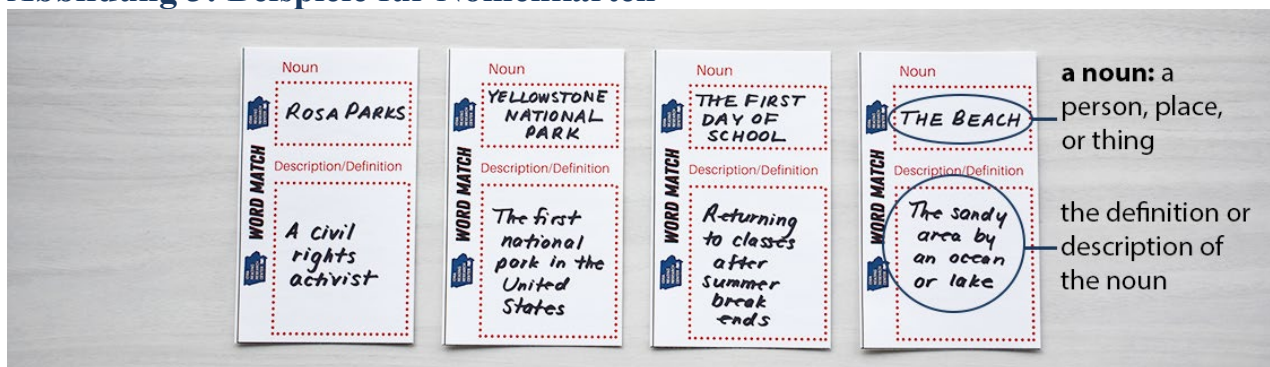 Abbildung Beispiele für Nomenkarten
WORD MATCH
Noun
ROSA PARKS
Description/Definition
A civil
rights
activist
WORD MATCH
Noun
YELLOWSTONE
NATIONAL
PARK
Description/Definition
The first
national
park in the
United
States
WORD MATCH
Noun
THE FIRST
DAY OF
SCHOOL
Description/Definition
Returning
to classes
after
summer
break
ends
WORD MATCH
Noun
THE BEACH
Description/Definition
The sandy
area by
an ocean
or lake
a noun: a
person, place,
or thing
the definition or
description of
the noun